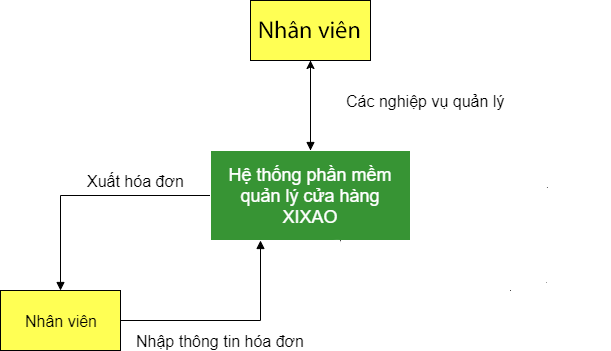 Nhân viên
Các nghiệp vụ quản lý
Hệ thống phần mềm
quản lý cửa hàng
XIXAO
Xuất hóa đơn
Nhân viên
Nhập thông tin hóa đơn